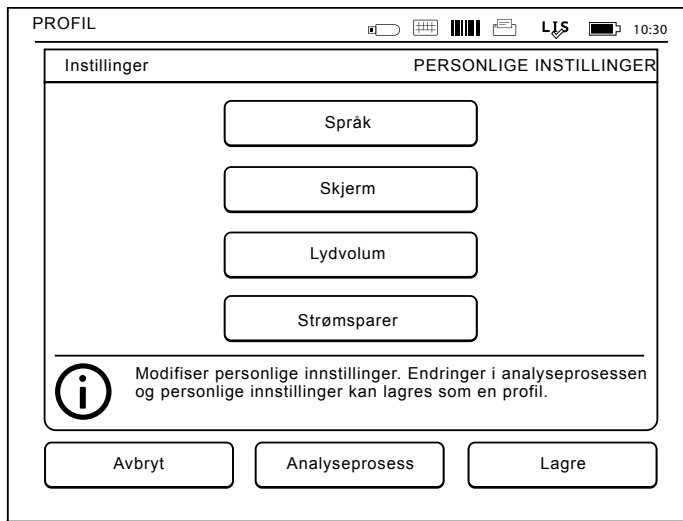 PROFIL LIS 10:30
Instillinger PERSONLIGE INSTILLINGER
Språk
Skjerm
Lydvolum
Strømsparer
Modifiser personlige innstillinger. Endringer i analyseprosessen
og personlige innstillinger kan lagres som en profil.
Avbryt Analyseprosess Lagre